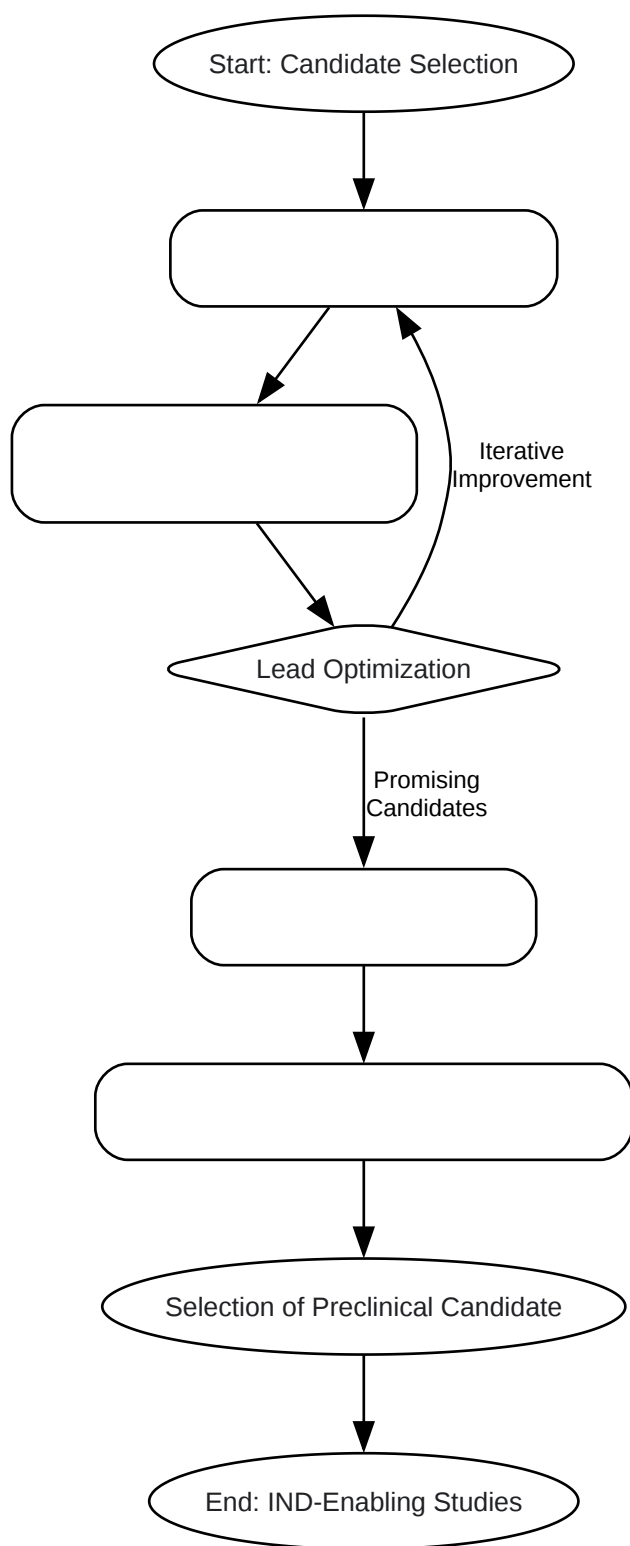 Start: Candidate Selection
Iterative
Improvement
Lead Optimization
Promising
Candidates
Selection of Preclinical Candidate
End: IND-Enabling Studies